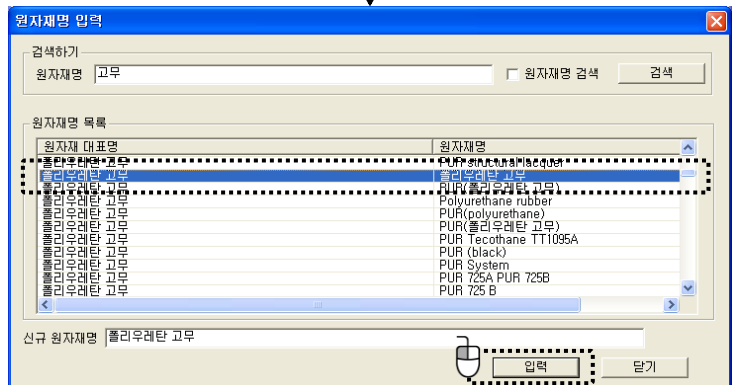 원자재명 입력
검색하기
원자재명 고무 원자재명 검색 검색
원자재명 목록
원자재 대표명 원자재명
폴리우레탄 고무 PUR structural lacquer
폴리우레탄 고무 폴리우레탄 고무
폴리우레탄 고무 PUR(폴리우레탄 고무)
폴리우레탄 고무 Polyurethane rubber
폴리우레탄 고무 PUR(polyurethane)
폴리우레탄 고무 PUR(폴리우레탄 고무)
폴리우레탄 고무 PUR Tecothane TT1095A
폴리우레탄 고무 PUR (black)
폴리우레탄 고무 PUR System
폴리우레탄 고무 PUR 725A PUR 725B
폴리우레탄 고무 PUR 725 B
신규 원자재명 폴리우레탄 고무
입력 닫기